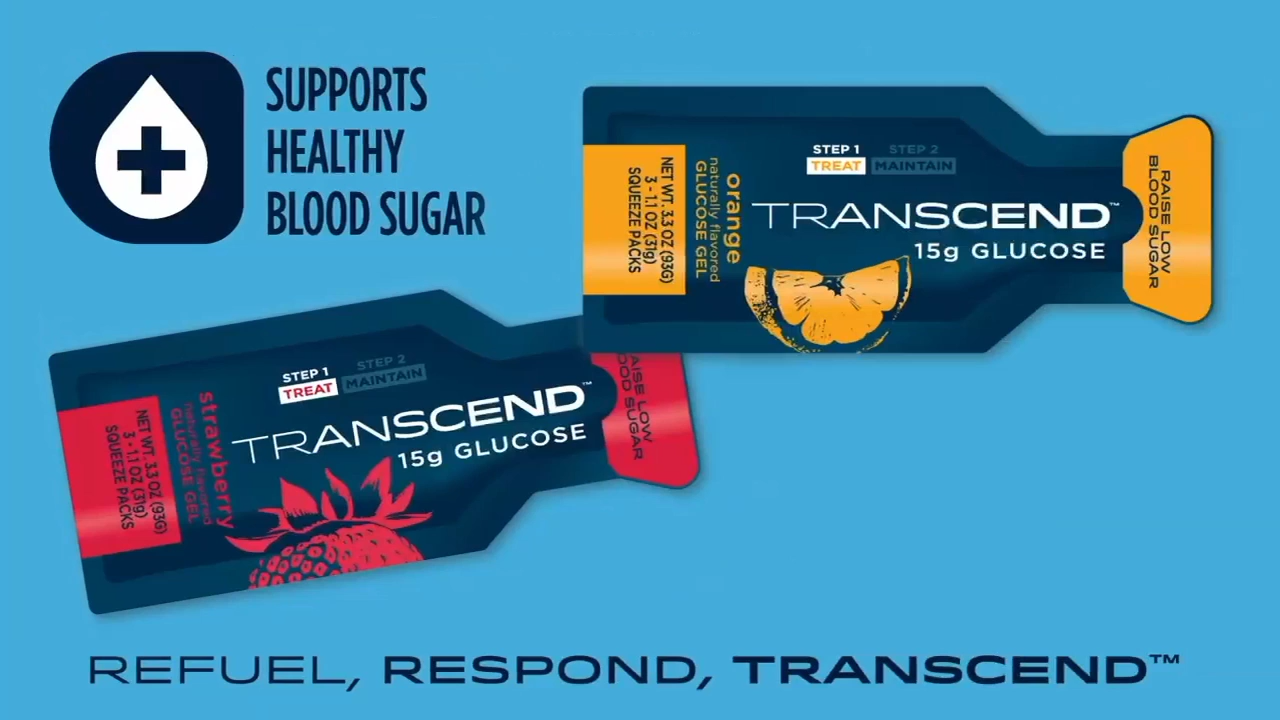 SUPPORTS
HEALTHY
BLOOD SUGAR
STEP 1 STEP 2
TREAT MAINTAIN
TRANSCEND™
15g GLUCOSE
orange
naturally flavored
GLUCOSE GEL
NET WT. 3.3 OZ (93G)
3 - 1.1 OZ (31g)
SQUEEZE PACKS
RAISE LOW
BLOOD SUGAR
STEP 1 STEP 2
TREAT MAINTAIN
TRANSCEND™
15g GLUCOSE
strawberry
naturally flavored
GLUCOSE GEL
NET WT. 3.3 OZ (93G)
3 - 1.1 OZ (31g)
SQUEEZE PACKS
AISE LOW
OOD SUGAR
REFUEL, RESPOND, TRANSCEND™